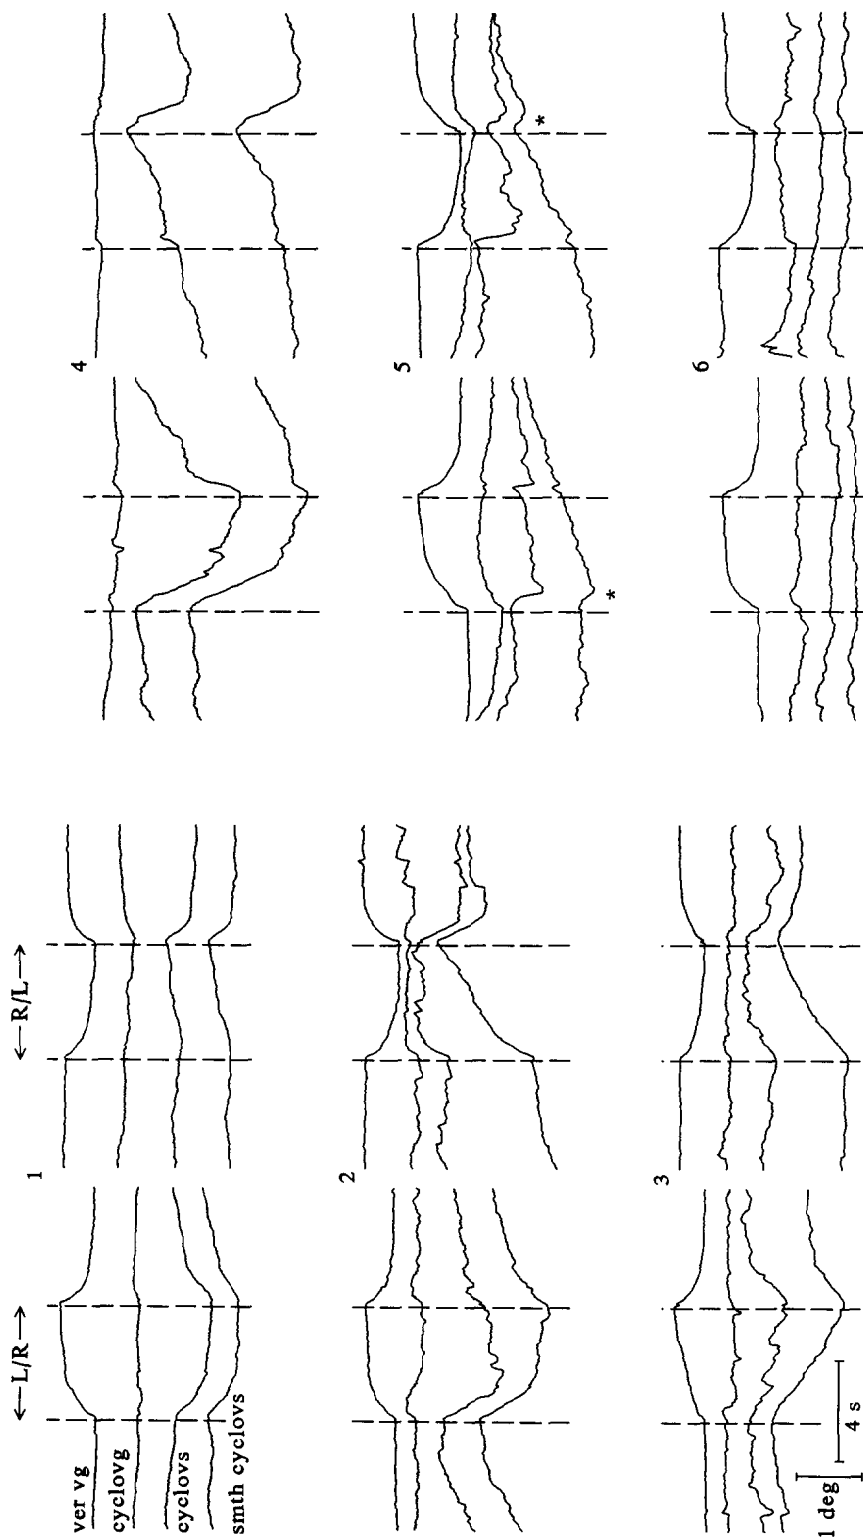 ←L/R→
←R/L→
1
ver vg
cyclovg
cyclovs
smth cyclovs
2
3
1 deg
4 s
4
5
*
*
6